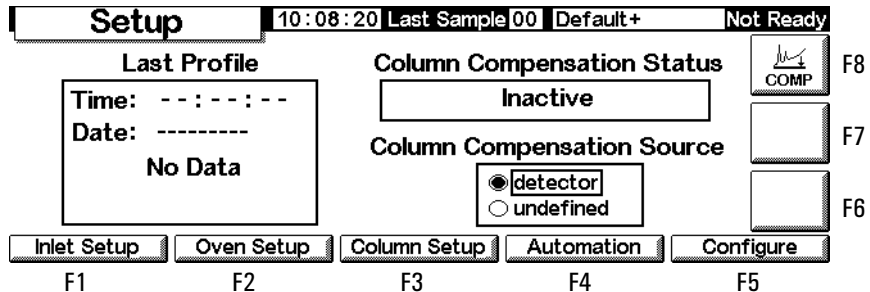 Setup 10:08:20 Last Sample 00 Default+ Not Ready
Last Profile
Time: --:--:--
Date: ---------
No Data
Column Compensation Status
Inactive
Column Compensation Source
detector
undefined
COMP F8
F7
F6
Inlet Setup Oven Setup Column Setup Automation Configure
F1 F2 F3 F4 F5